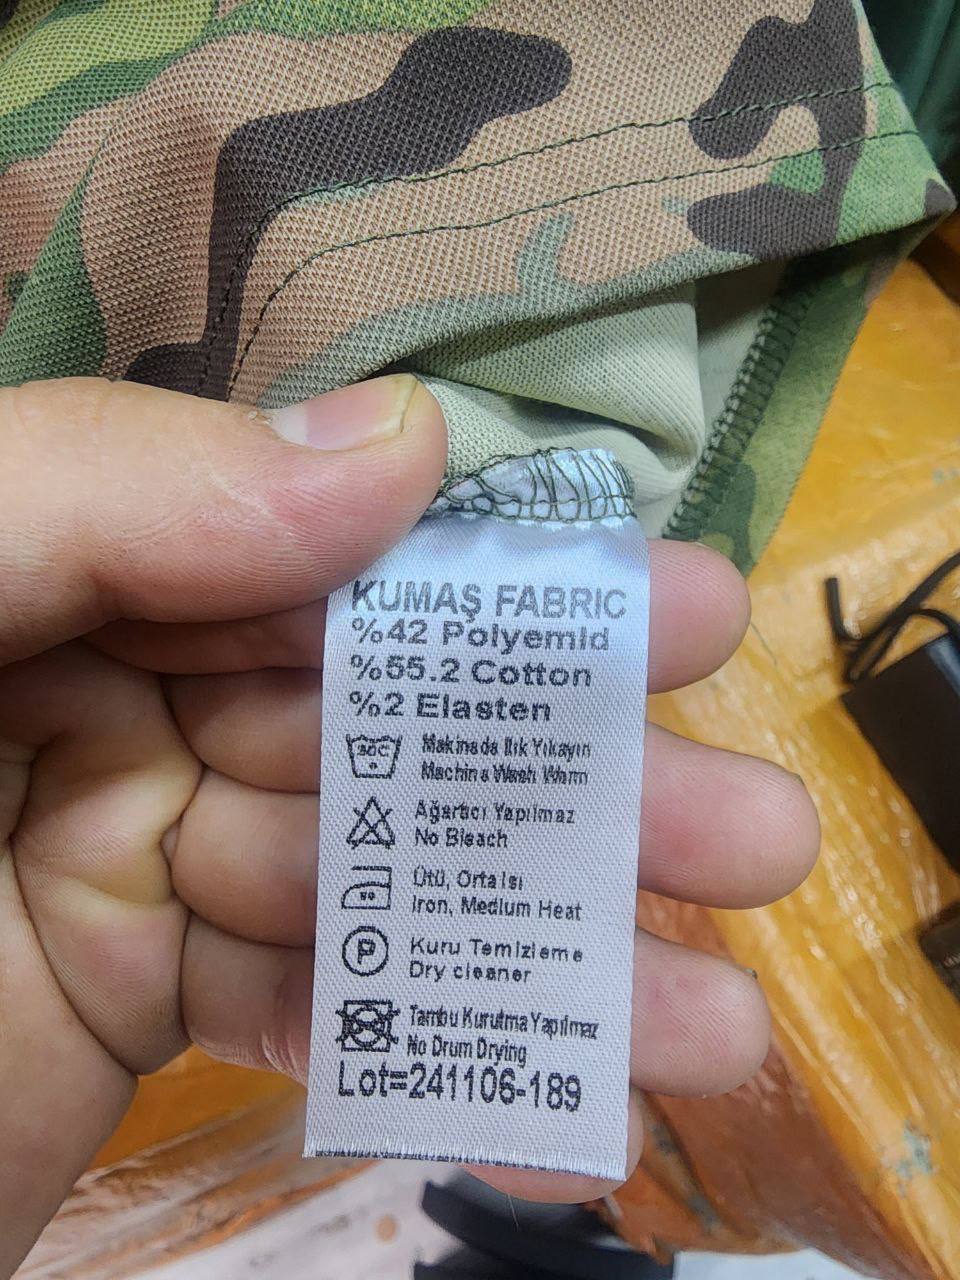 KUMAŞ FABRIC
%42 Polyemid
%55.2 Cotton
%2 Elasten
30C
Makinada Ilık Yıkayın
Machine Wash Warm
Ağartıcı Yapılmaz
No Bleach
Ütü, Orta Isı
Iron, Medium Heat
P
Kuru Temizleme
Dry cleaner
Tambu Kurutma Yapılmaz
No Drum Drying
Lot=241106-189